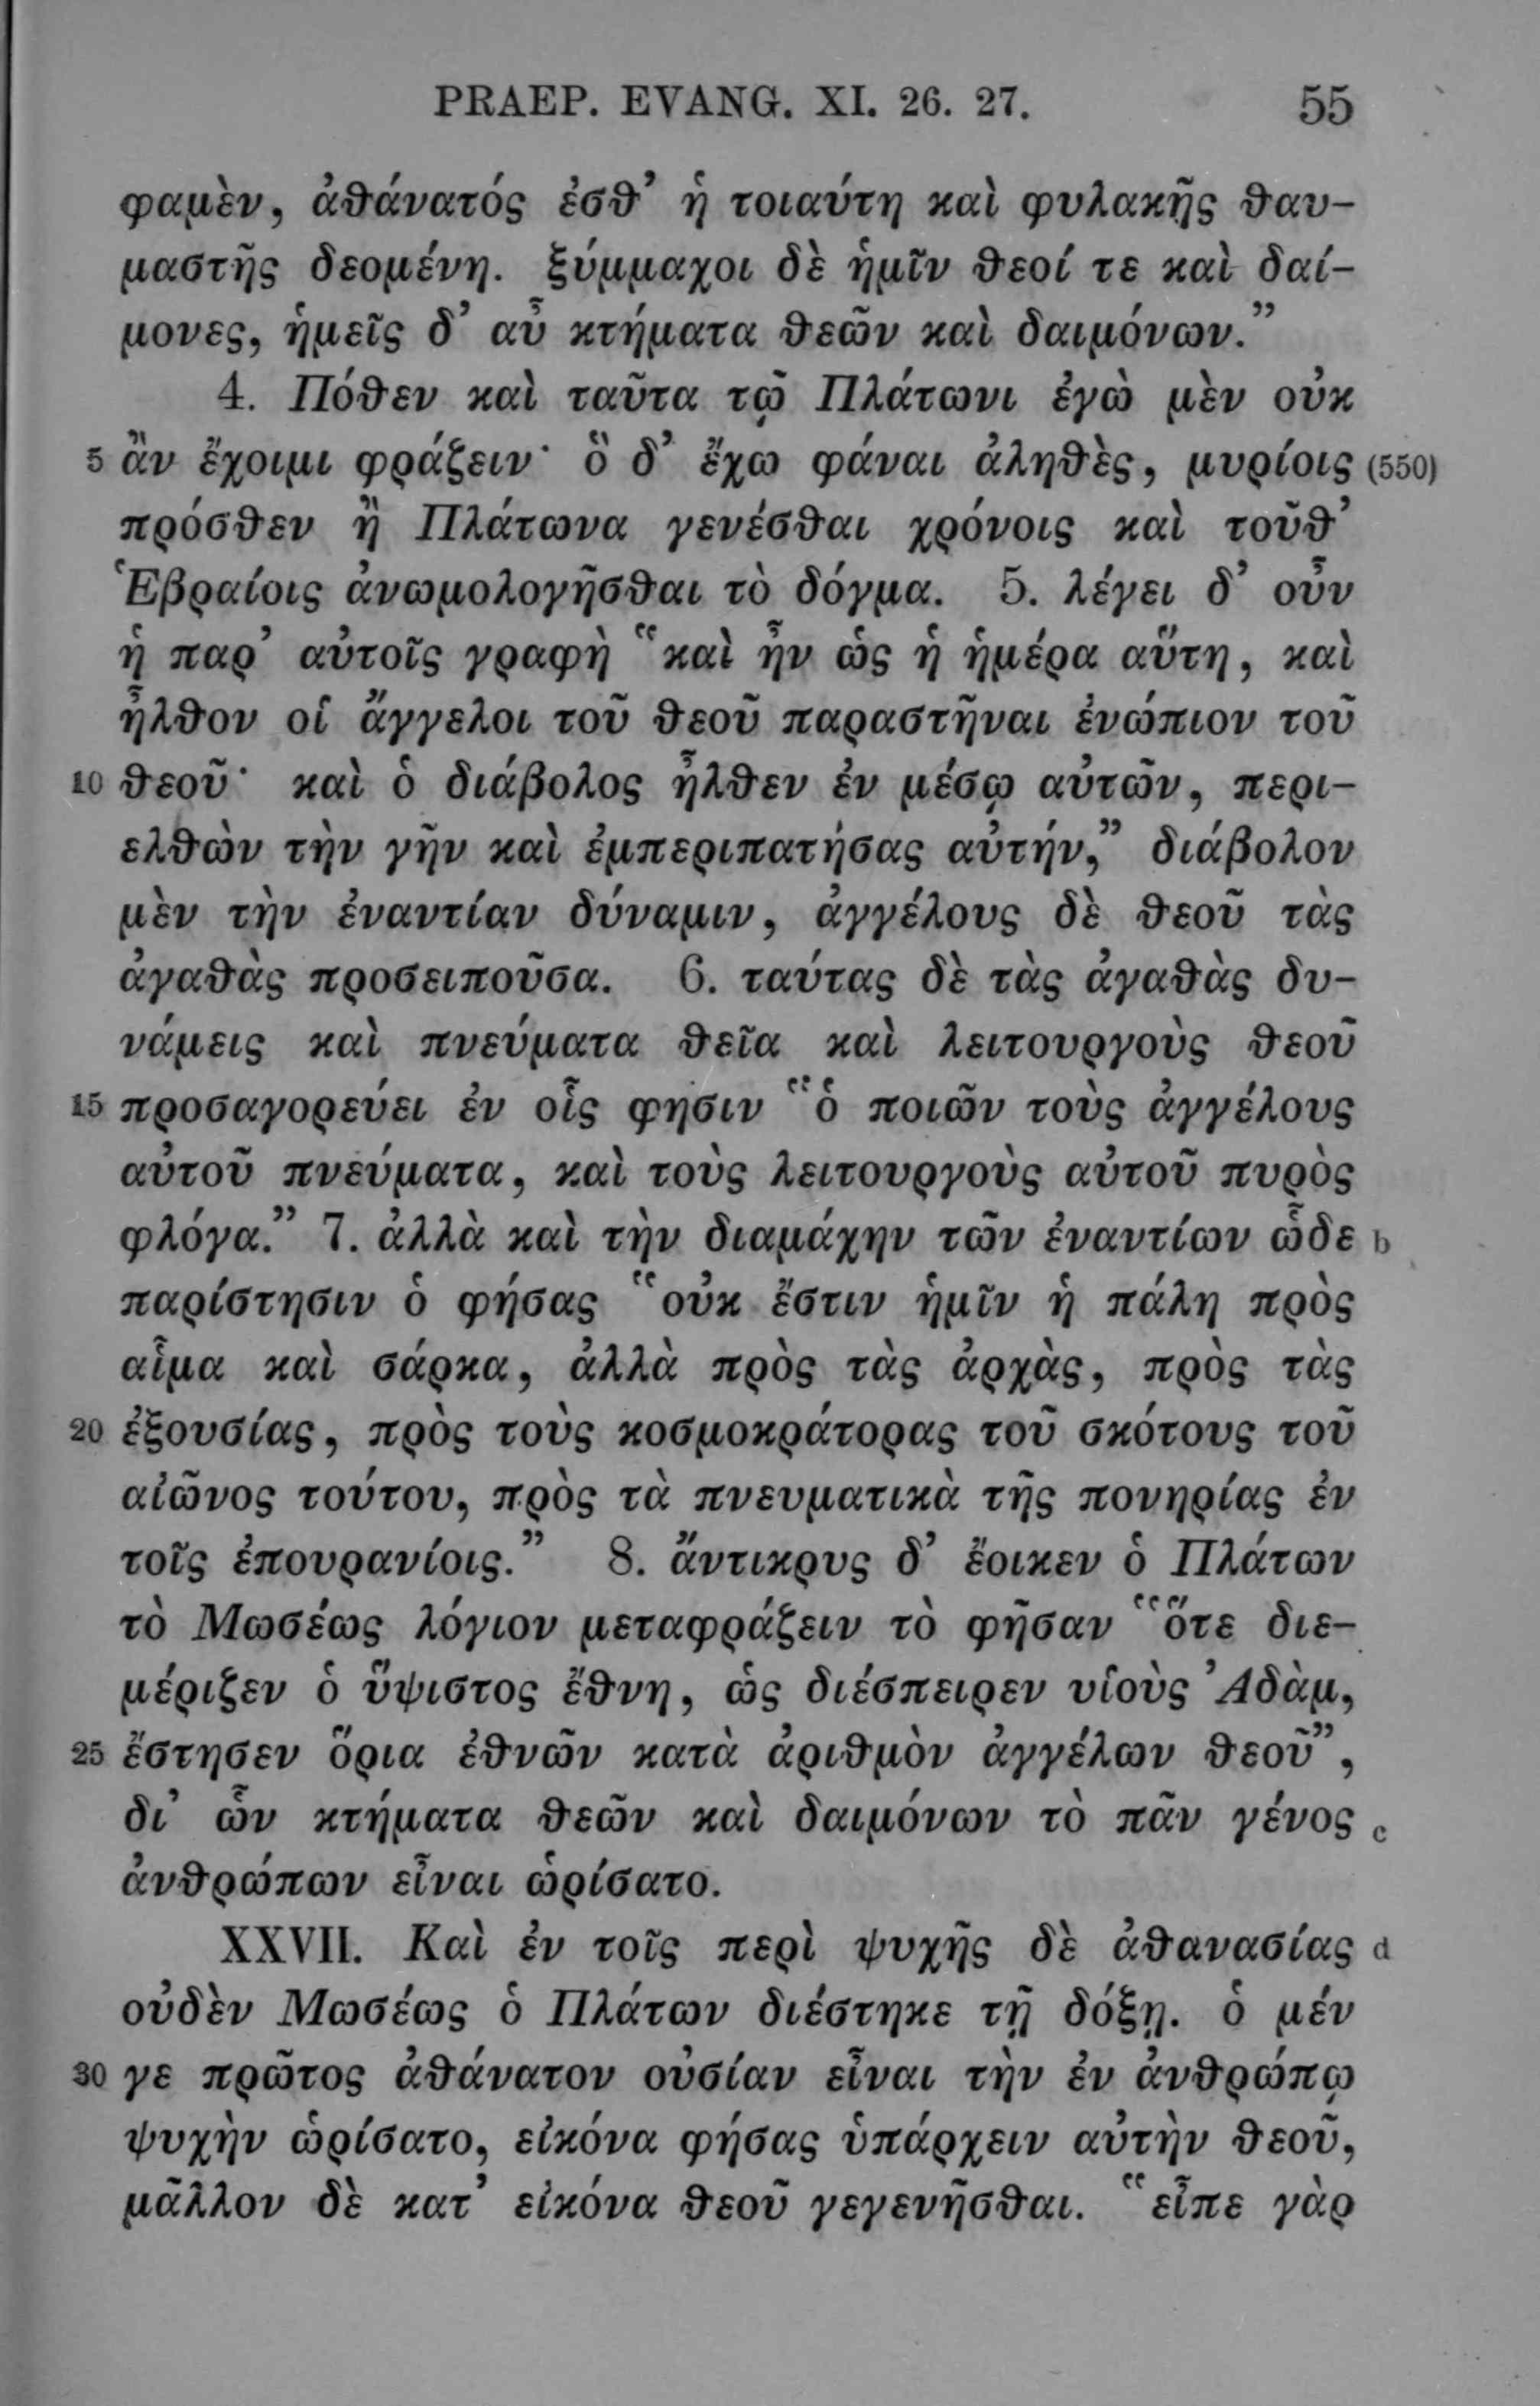 PRAEP. EVANG. XI. 26. 27. 55
φαμὲν, ἀθάνατός ἐσθ’ ἡ τοιαύτη καὶ φυλακῆς θαυ-
μαστῆς δεομένη. ξύμμαχοι δὲ ἡμῖν θεοί τε καὶ δαί-
μονες, ἡμεῖς δ’ αὖ κτήματα θεῶν καὶ δαιμόνων.”
4. Πόθεν καὶ ταῦτα τῷ Πλάτωνι ἐγὼ μὲν οὐκ
5 ἂν ἔχοιμι φράζειν· ὃ δ’ ἔχω φάναι ἀληθὲς, μυρίοις (550)
πρόσθεν ἢ Πλάτωνα γενέσθαι χρόνοις καὶ τοῦθ’
Ἑβραίοις ἀνωμολογῆσθαι τὸ δόγμα. 5. λέγει δ’ οὖν
ἡ παρ’ αὐτοῖς γραφὴ “καὶ ἦν ὡς ἡ ἡμέρα αὕτη, καὶ
ἦλθον οἱ ἄγγελοι τοῦ θεοῦ παραστῆναι ἐνώπιον τοῦ
10 θεοῦ· καὶ ὁ διάβολος ἦλθεν ἐν μέσῳ αὐτῶν, περι-
ελθὼν τὴν γῆν καὶ ἐμπεριπατήσας αὐτήν,” διάβολον
μὲν τὴν ἐναντίαν δύναμιν, ἀγγέλους δὲ θεοῦ τὰς
ἀγαθὰς προσειποῦσα. 6. ταύτας δὲ τὰς ἀγαθὰς δυ-
νάμεις καὶ πνεύματα θεῖα καὶ λειτουργοὺς θεοῦ
15 προσαγορεύει ἐν οἷς φησιν “ὁ ποιῶν τοὺς ἀγγέλους
αὐτοῦ πνεύματα, καὶ τοὺς λειτουργοὺς αὐτοῦ πυρὸς
φλόγα.” 7. ἀλλὰ καὶ τὴν διαμάχην τῶν ἐναντίων ὧδε b
παρίστησιν ὁ φήσας “οὐκ ἔστιν ἡμῖν ἡ πάλη πρὸς
αἷμα καὶ σάρκα, ἀλλὰ πρὸς τὰς ἀρχὰς, πρὸς τὰς
20 ἐξουσίας, πρὸς τοὺς κοσμοκράτορας τοῦ σκότους τοῦ
αἰῶνος τούτου, πρὸς τὰ πνευματικὰ τῆς πονηρίας ἐν
τοῖς ἐπουρανίοις.” 8. ἄντικρυς δ’ ἔοικεν ὁ Πλάτων
τὸ Μωσέως λόγιον μεταφράζειν τὸ φῆσαν “ὅτε διε-
μέριζεν ὁ ὕψιστος ἔθνη, ὡς διέσπειρεν υἱοὺς Ἀδὰμ,
25 ἔστησεν ὅρια ἐθνῶν κατὰ ἀριθμὸν ἀγγέλων θεοῦ”,
δι’ ὧν κτήματα θεῶν καὶ δαιμόνων τὸ πᾶν γένος c
ἀνθρώπων εἶναι ὡρίσατο.
XXVII. Καὶ ἐν τοῖς περὶ ψυχῆς δὲ ἀθανασίας d
οὐδὲν Μωσέως ὁ Πλάτων διέστηκε τῇ δόξῃ. ὁ μέν
30 γε πρῶτος ἀθάνατον οὐσίαν εἶναι τὴν ἐν ἀνθρώπῳ
ψυχὴν ὡρίσατο, εἰκόνα φήσας ὑπάρχειν αὐτὴν θεοῦ,
μᾶλλον δὲ κατ’ εἰκόνα θεοῦ γεγενῆσθαι. “εἶπε γὰρ